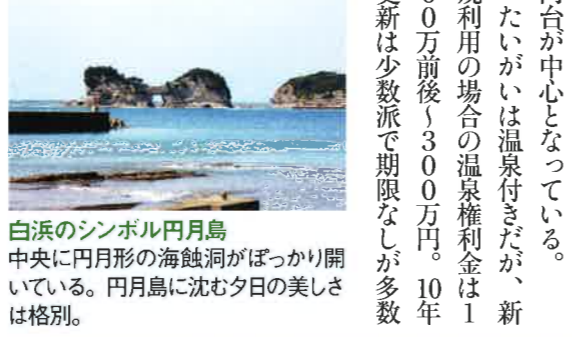 円台が中心となっている。
たいがいは温泉付きだが、新
規利用の場合の温泉権利金は1
00万前後~300万円。10年
更新は少数派で期限なしが多数
白浜のシンボル円月島
中央に円月形の海蝕洞がぽっかり開
いている。円月島に沈む夕日の美しさ
は格別。